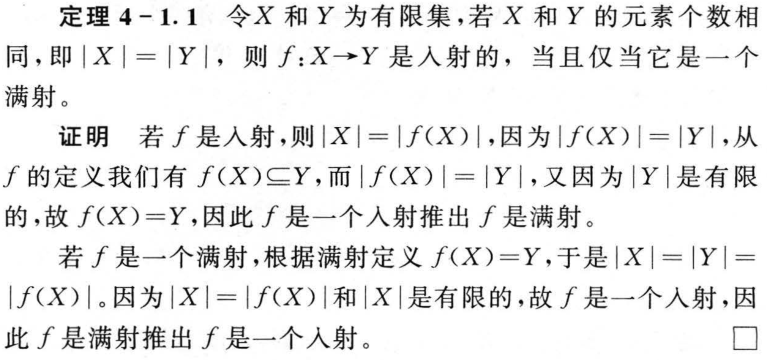 定理 4-1.1 令X 和 Y 为有限集,若 X 和 Y 的元素个数相
同,即|X|=|Y|, 则 f:X→Y 是入射的, 当且仅当它是一个
满射。
证明 若 f 是入射,则|X|=|f(X)|,因为|f(X)|=|Y|,从
f 的定义我们有 f(X)⊆Y,而|f(X)|=|Y|,又因为|Y|是有限
的,故 f(X)=Y,因此 f 是一个入射推出 f 是满射。
若 f 是一个满射,根据满射定义 f(X)=Y,于是|X|=|Y|=
|f(X)|。因为|X|=|f(X)|和|X|是有限的,故 f 是一个入射,因
此 f 是满射推出 f 是一个入射。 □